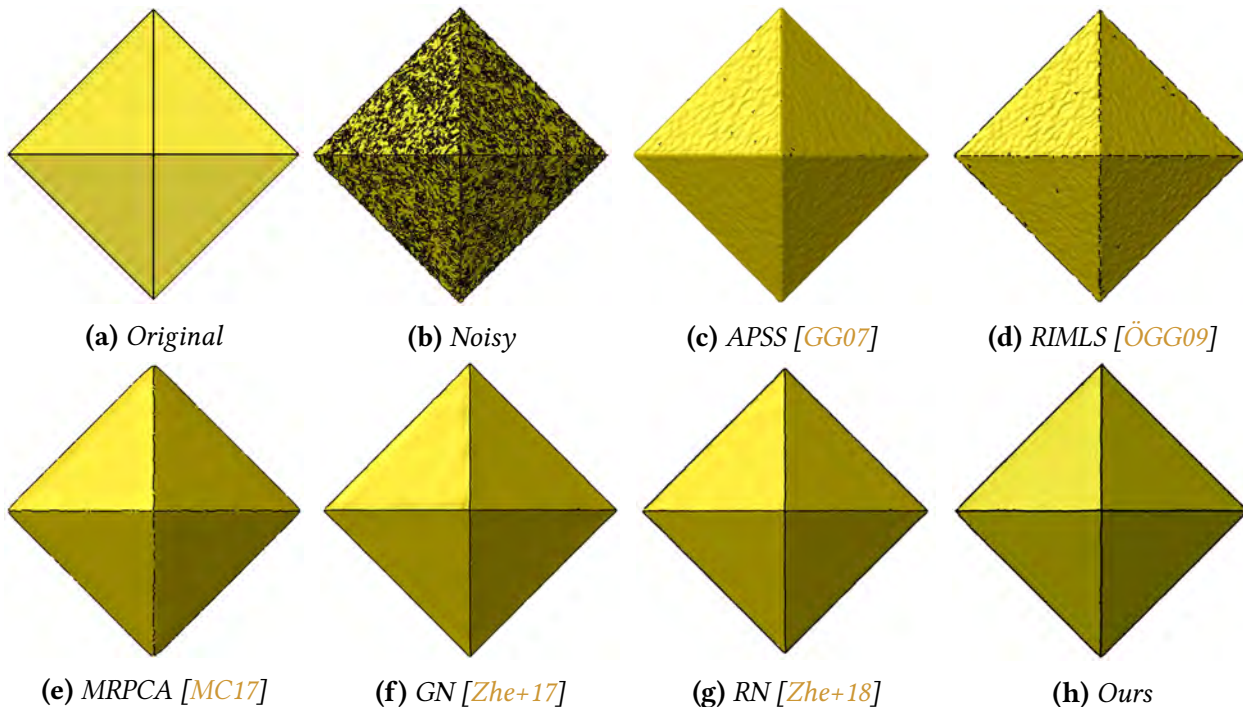 (a) Original
(b) Noisy
(c) APSS [GG07]
(d) RIMLS [ÖGG09]
(e) MRPCA [MC17]
(f) GN [Zhe+17]
(g) RN [Zhe+18]
(h) Ours